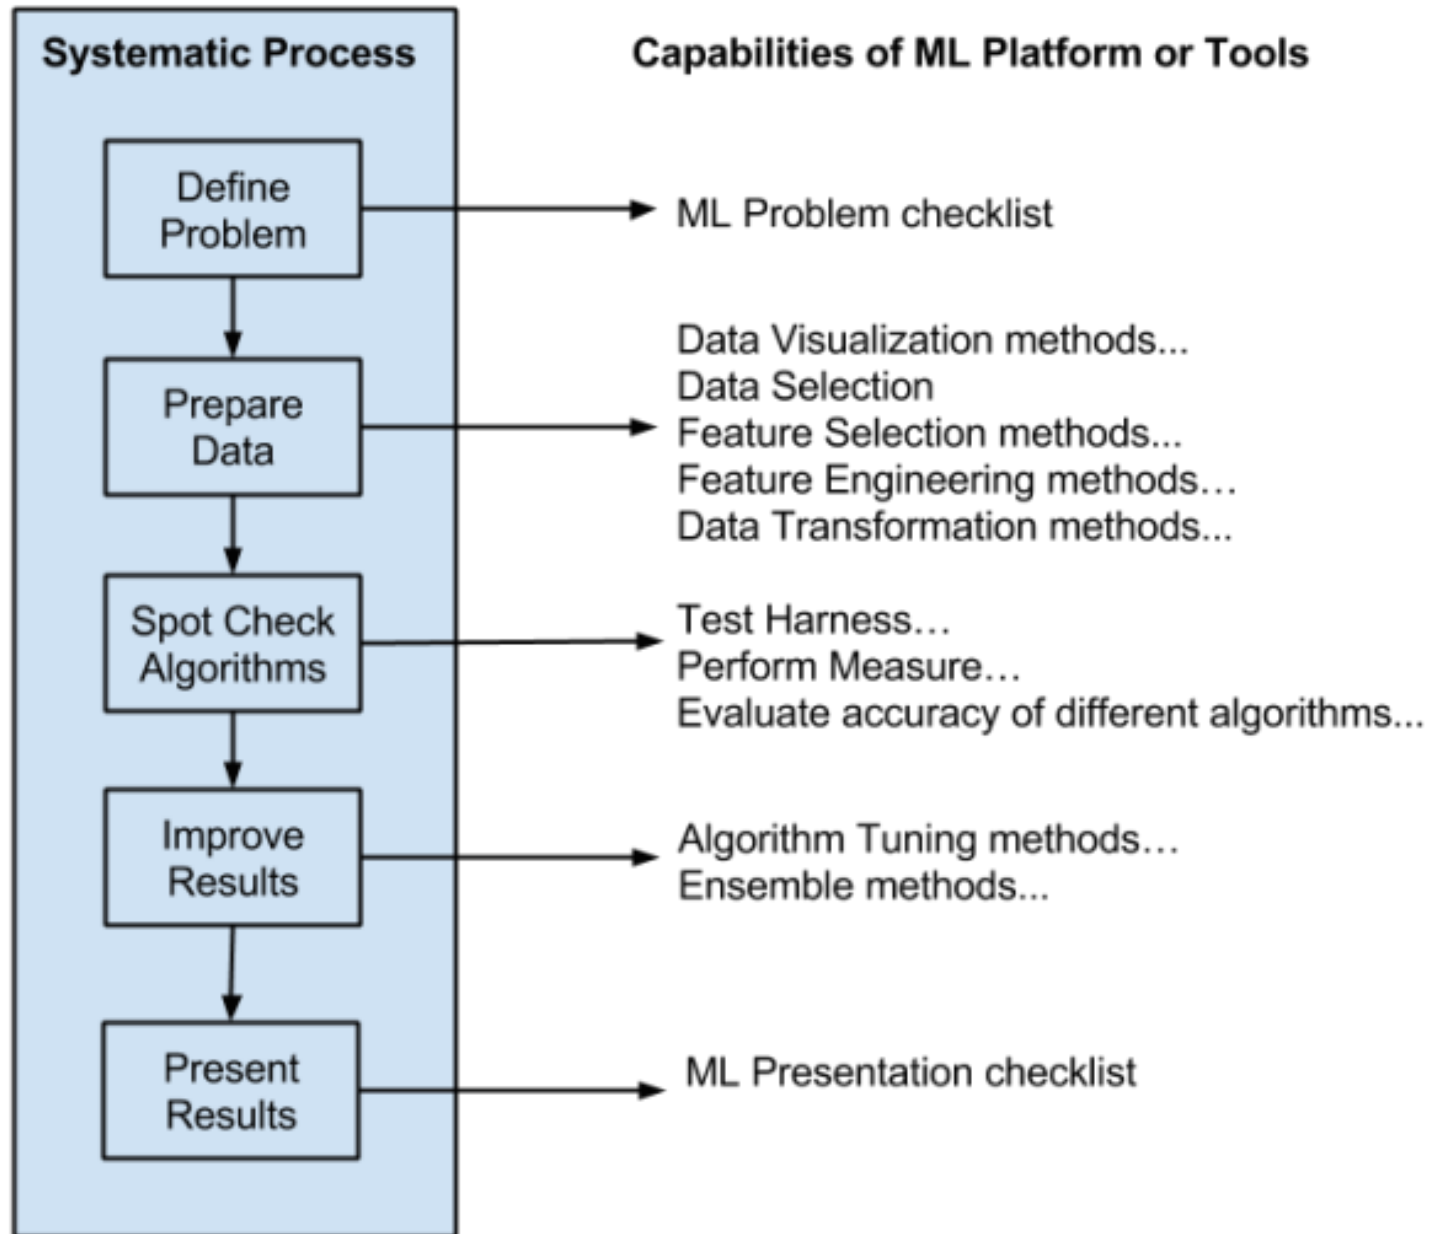 Systematic Process
Capabilities of ML Platform or Tools
Define
Problem
ML Problem checklist
Prepare
Data
Data Visualization methods...
Data Selection
Feature Selection methods...
Feature Engineering methods…
Data Transformation methods...
Spot Check
Algorithms
Test Harness…
Perform Measure…
Evaluate accuracy of different algorithms...
Improve
Results
Algorithm Tuning methods…
Ensemble methods...
Present
Results
ML Presentation checklist